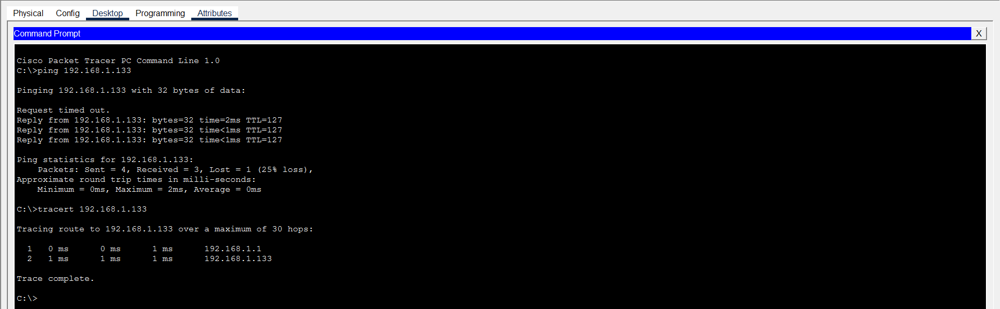 Physical Config Desktop Programming Attributes
Command Prompt X
Cisco Packet Tracer PC Command Line 1.0
C:\>ping 192.168.1.133
Pinging 192.168.1.133 with 32 bytes of data:
Request timed out.
Reply from 192.168.1.133: bytes=32 time=2ms TTL=127
Reply from 192.168.1.133: bytes=32 time<1ms TTL=127
Reply from 192.168.1.133: bytes=32 time<1ms TTL=127
Ping statistics for 192.168.1.133:
    Packets: Sent = 4, Received = 3, Lost = 1 (25% loss),
Approximate round trip times in milli-seconds:
    Minimum = 0ms, Maximum = 2ms, Average = 0ms
C:\>tracert 192.168.1.133
Tracing route to 192.168.1.133 over a maximum of 30 hops:
  1   0 ms      0 ms      1 ms      192.168.1.1
  2   1 ms      1 ms      1 ms      192.168.1.133
Trace complete.
C:\>